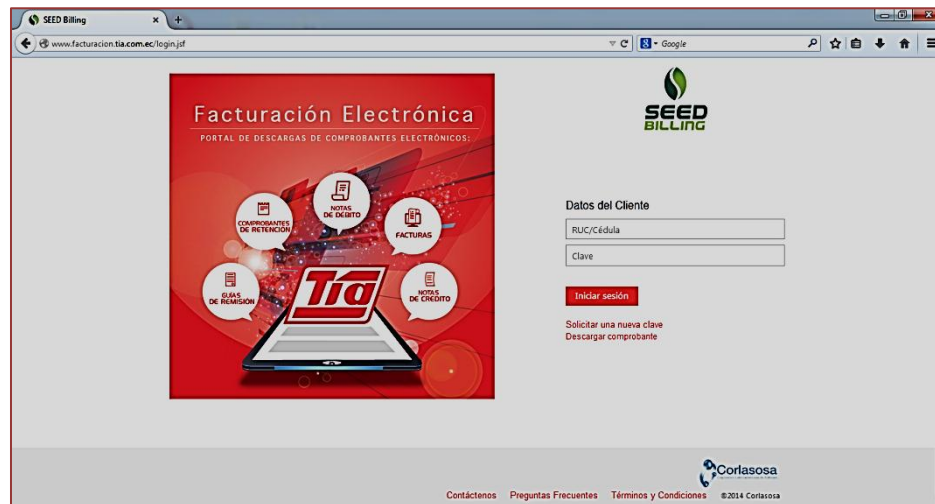 SEED Billing
www.facturacion.tia.com.ec/login.jsf
Google
Facturación Electrónica
PORTAL DE DESCARGAS DE COMPROBANTES ELECTRÓNICOS:
NOTAS
DE DÉBITO
COMPROBANTES
DE RETENCIÓN
FACTURAS
GUÍAS
DE REMISIÓN
NOTAS
DE CRÉDITO
Tía
SEED
BILLING
Datos del Cliente
RUC/Cédula
Clave
Iniciar sesión
Solicitar una nueva clave
Descargar comprobante
Corlasosa
Contáctenos Preguntas Frecuentes Términos y Condiciones ©2014 Corlasosa